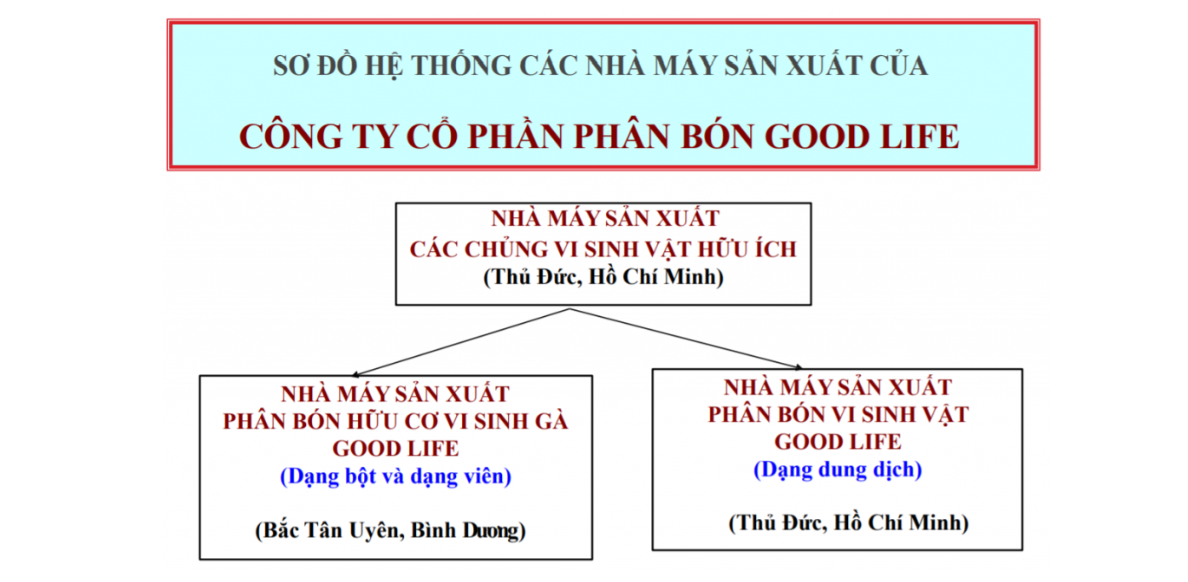 SƠ ĐỒ HỆ THỐNG CÁC NHÀ MÁY SẢN XUẤT CỦA
CÔNG TY CỔ PHẦN PHÂN BÓN GOOD LIFE
NHÀ MÁY SẢN XUẤT
CÁC CHỦNG VI SINH VẬT HỮU ÍCH
(Thủ Đức, Hồ Chí Minh)
NHÀ MÁY SẢN XUẤT
PHÂN BÓN HỮU CƠ VI SINH GÀ
GOOD LIFE
(Dạng bột và dạng viên)
(Bắc Tân Uyên, Bình Dương)
NHÀ MÁY SẢN XUẤT
PHÂN BÓN VI SINH VẬT
GOOD LIFE
(Dạng dung dịch)
(Thủ Đức, Hồ Chí Minh)